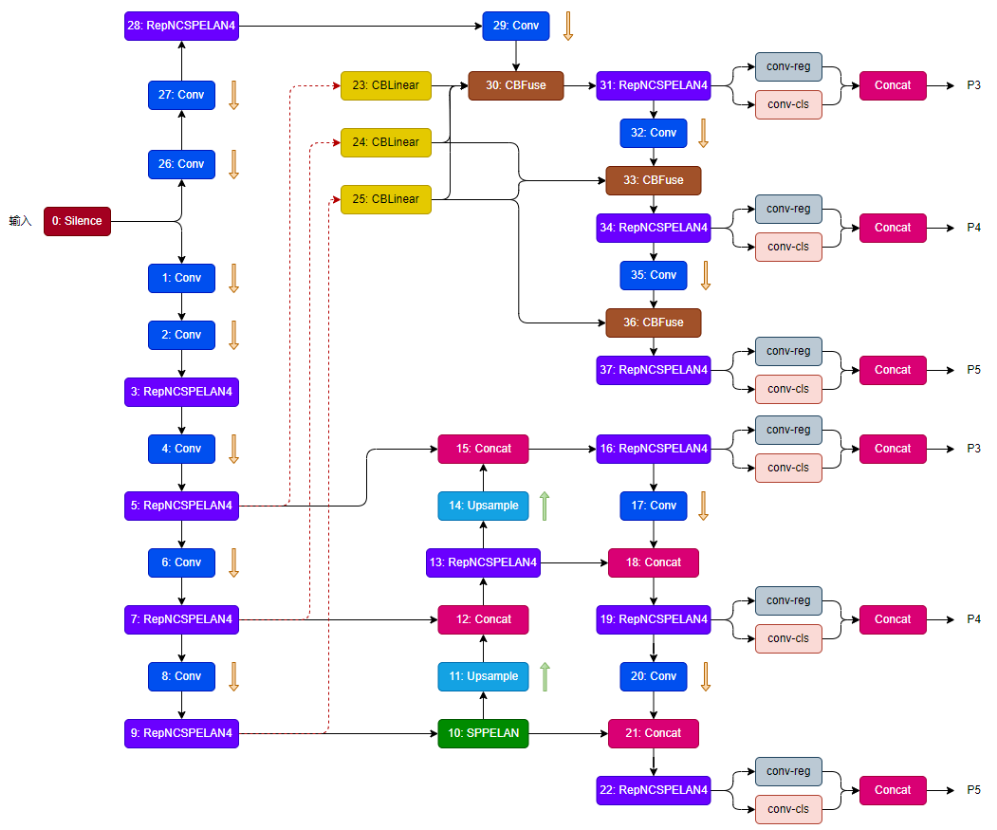 28: RepNCSPELAN4
29: Conv
27: Conv
23: CBLinear
30: CBFuse
31: RepNCSPELAN4
conv-reg
conv-cls
Concat
P3
26: Conv
24: CBLinear
32: Conv
25: CBLinear
33: CBFuse
输入
0: Silence
34: RepNCSPELAN4
conv-reg
conv-cls
Concat
P4
1: Conv
35: Conv
2: Conv
36: CBFuse
3: RepNCSPELAN4
37: RepNCSPELAN4
conv-reg
conv-cls
Concat
P5
4: Conv
15: Concat
16: RepNCSPELAN4
conv-reg
conv-cls
Concat
P3
5: RepNCSPELAN4
14: Upsample
17: Conv
6: Conv
13: RepNCSPELAN4
18: Concat
7: RepNCSPELAN4
12: Concat
19: RepNCSPELAN4
conv-reg
conv-cls
Concat
P4
8: Conv
11: Upsample
20: Conv
9: RepNCSPELAN4
10: SPPELAN
21: Concat
22: RepNCSPELAN4
conv-reg
conv-cls
Concat
P5